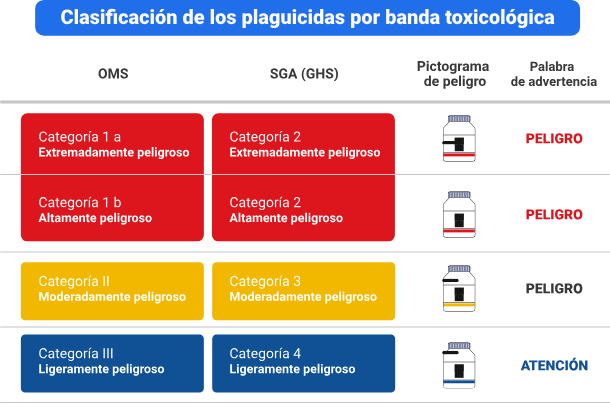 Clasificación de los plaguicidas por banda toxicológica
OMS
SGA (GHS)
Pictograma
de peligro
Palabra
de advertencia
Categoría 1 a
Extremadamente peligroso
Categoría 2
Extremadamente peligroso
PELIGRO
Categoría 1 b
Altamente peligroso
Categoría 2
Altamente peligroso
PELIGRO
Categoría II
Moderadamente peligroso
Categoría 3
Moderadamente peligroso
PELIGRO
Categoría III
Ligeramente peligroso
Categoría 4
Ligeramente peligroso
ATENCIÓN